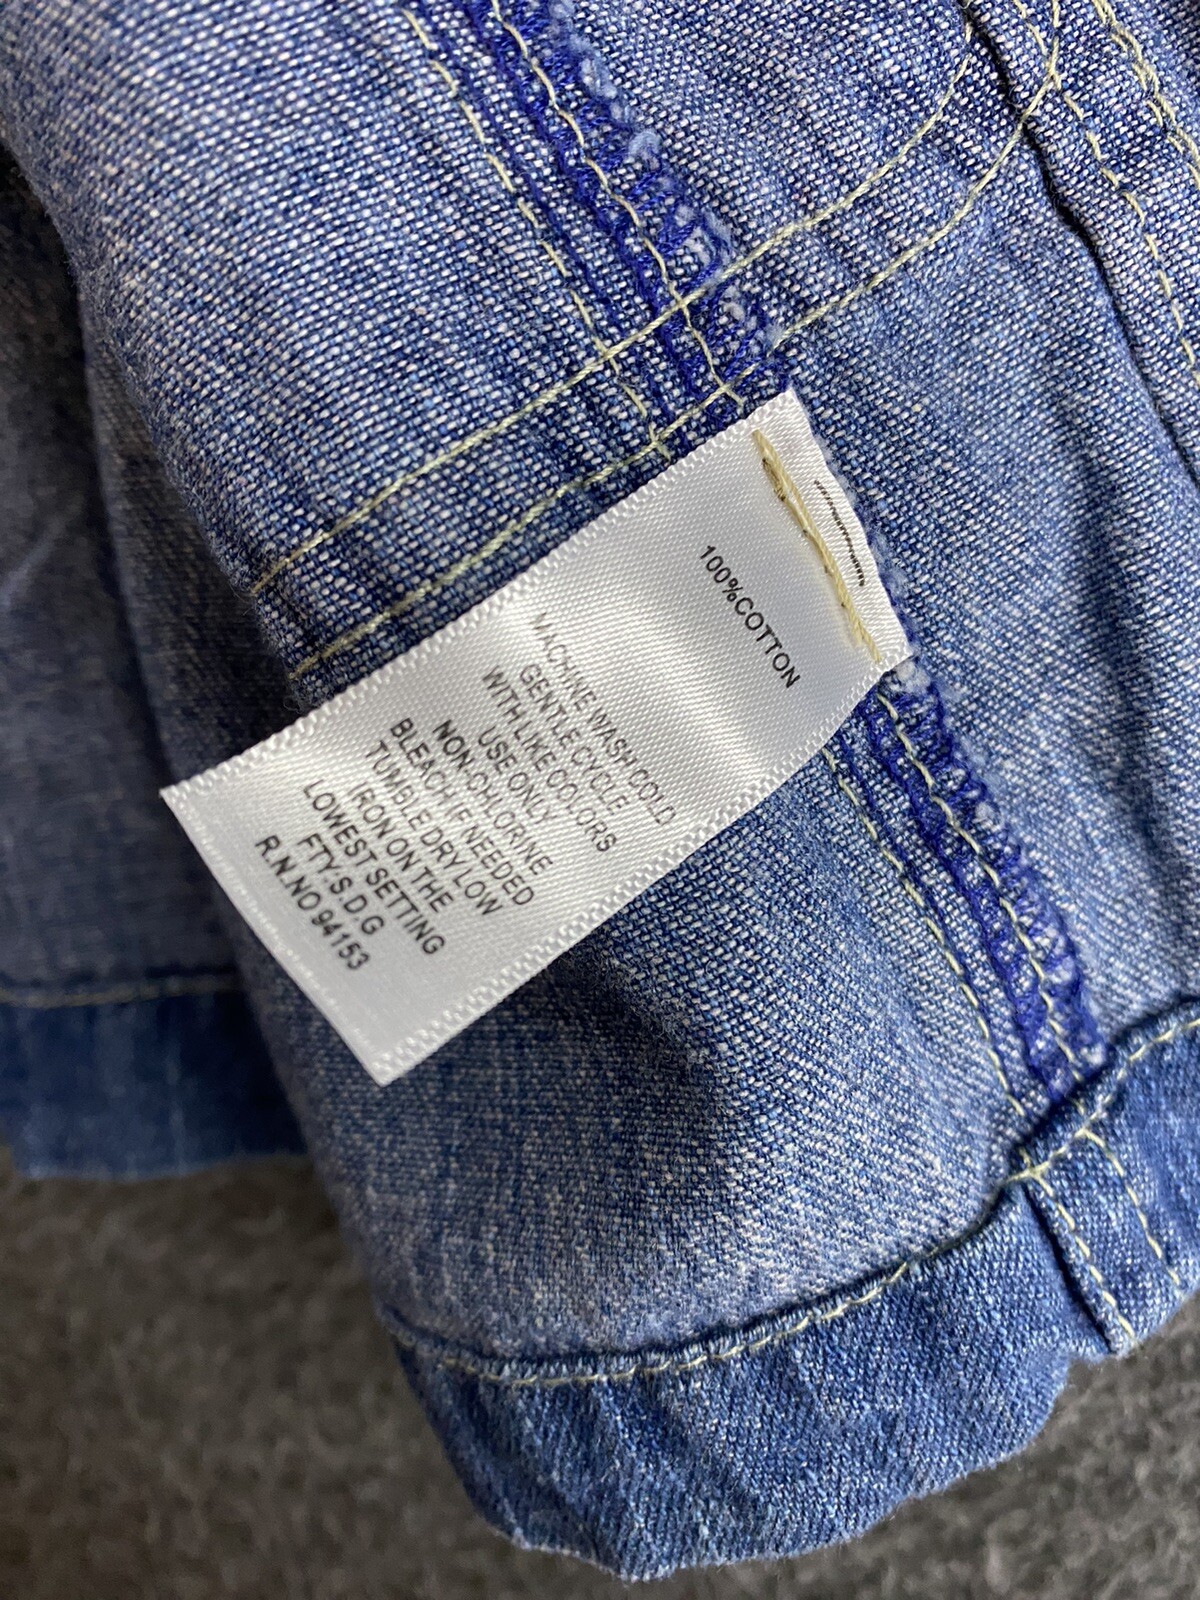 100%COTTON
MACHINE WASH COLD
GENTLE CYCLE
WITH LIKE COLORS
USE ONLY
NON-CHLORINE
BLEACH IF NEEDED
TUMBLE DRY LOW
IRON ON THE
LOWEST SETTING
FTY S.D.G
R.N.NO 94153